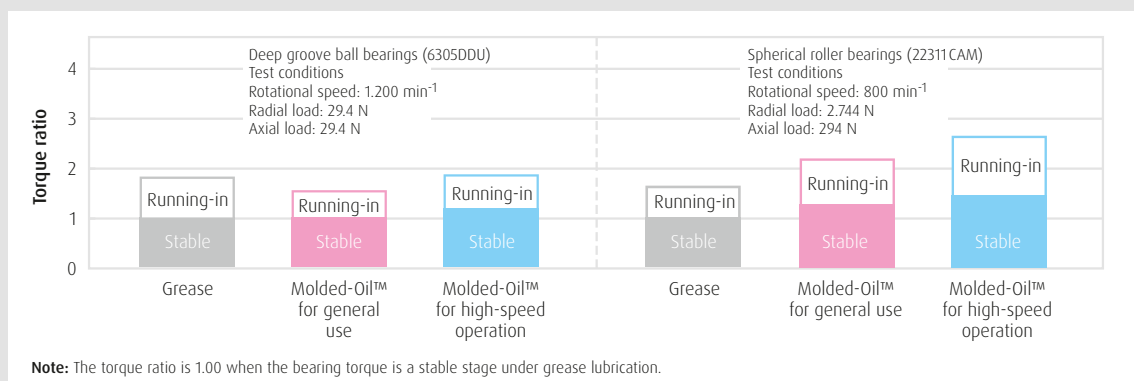 Torque ratio
4
3
2
1
0
Deep groove ball bearings (6305DDU)
Test conditions
Rotational speed: 1.200 min-1
Radial load: 29.4 N
Axial load: 29.4 N
Spherical roller bearings (22311CAM)
Test conditions
Rotational speed: 800 min-1
Radial load: 2.744 N
Axial load: 294 N
Running-in
Stable
Grease
Running-in
Stable
Molded-Oil™
for general
use
Running-in
Stable
Molded-Oil™
for high-speed
operation
Running-in
Stable
Grease
Running-in
Stable
Molded-Oil™
for general use
Running-in
Stable
Molded-Oil™
for high-speed
operation
Note: The torque ratio is 1.00 when the bearing torque is a stable stage under grease lubrication.